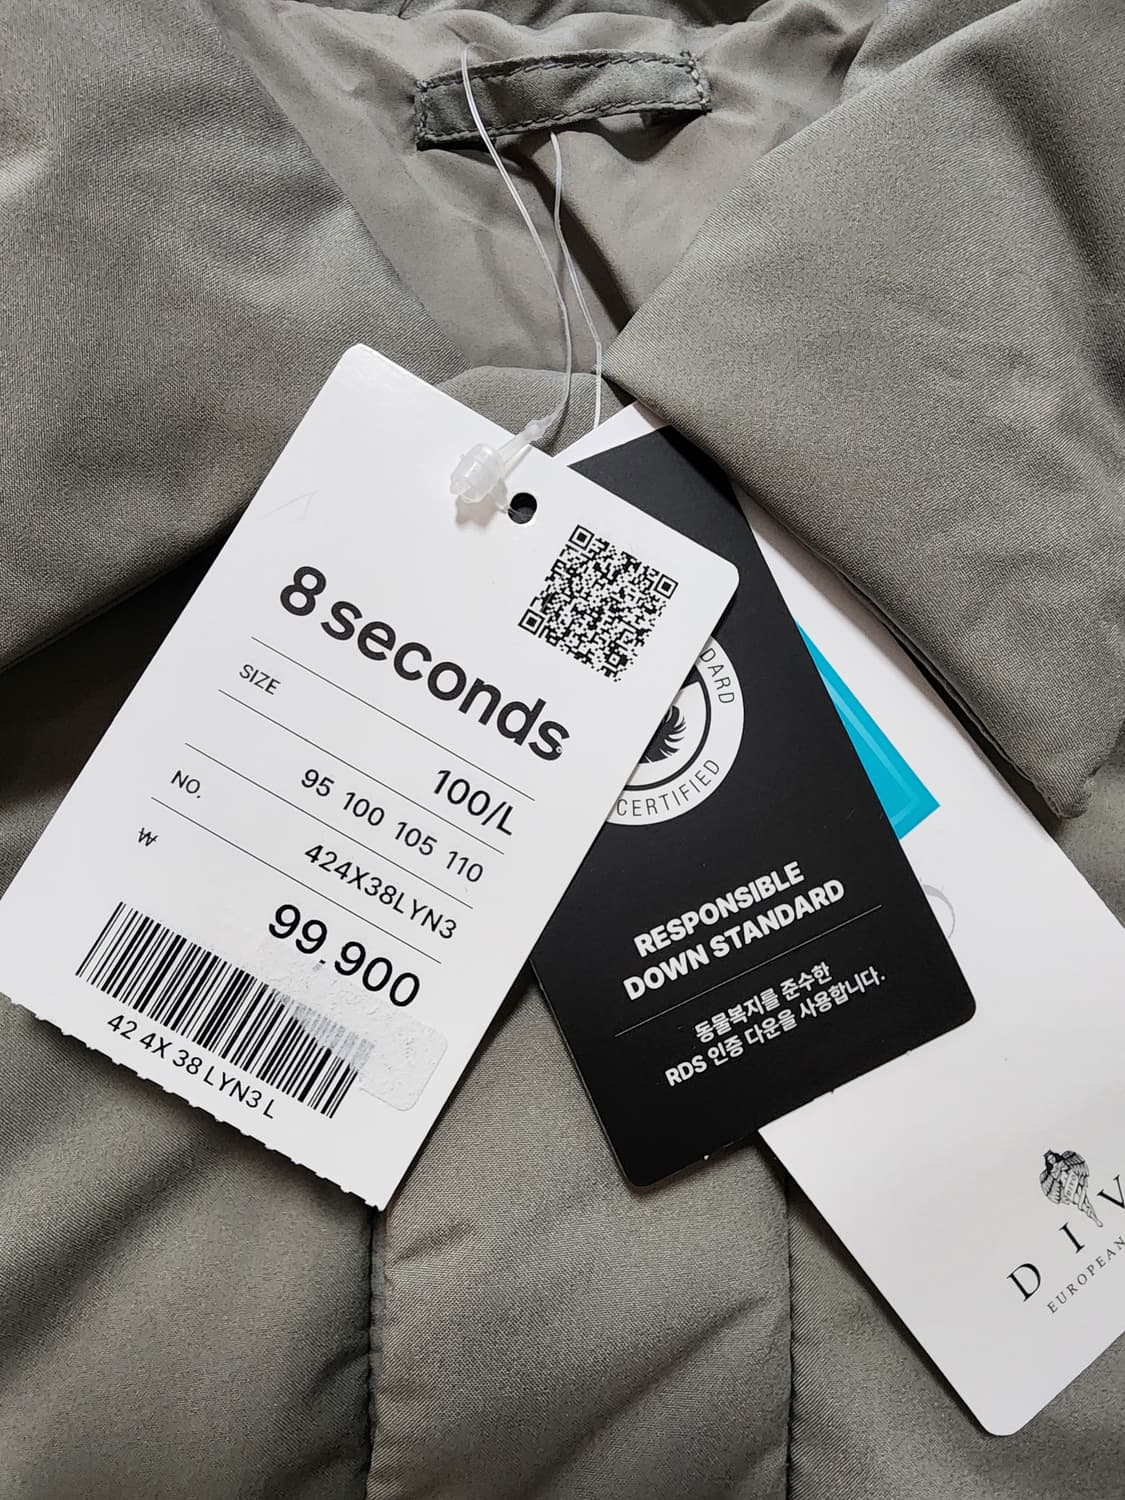 8 seconds
SIZE
100/L
95 100 105 110
NO.
424X38LYN3
₩
99.900
42 4X 38 LYN3 L
DARD
CERTIFIED
RESPONSIBLE
DOWN STANDARD
동물복지를 준수한
RDS 인증 다운을 사용합니다.
D I V
EUROPEAN